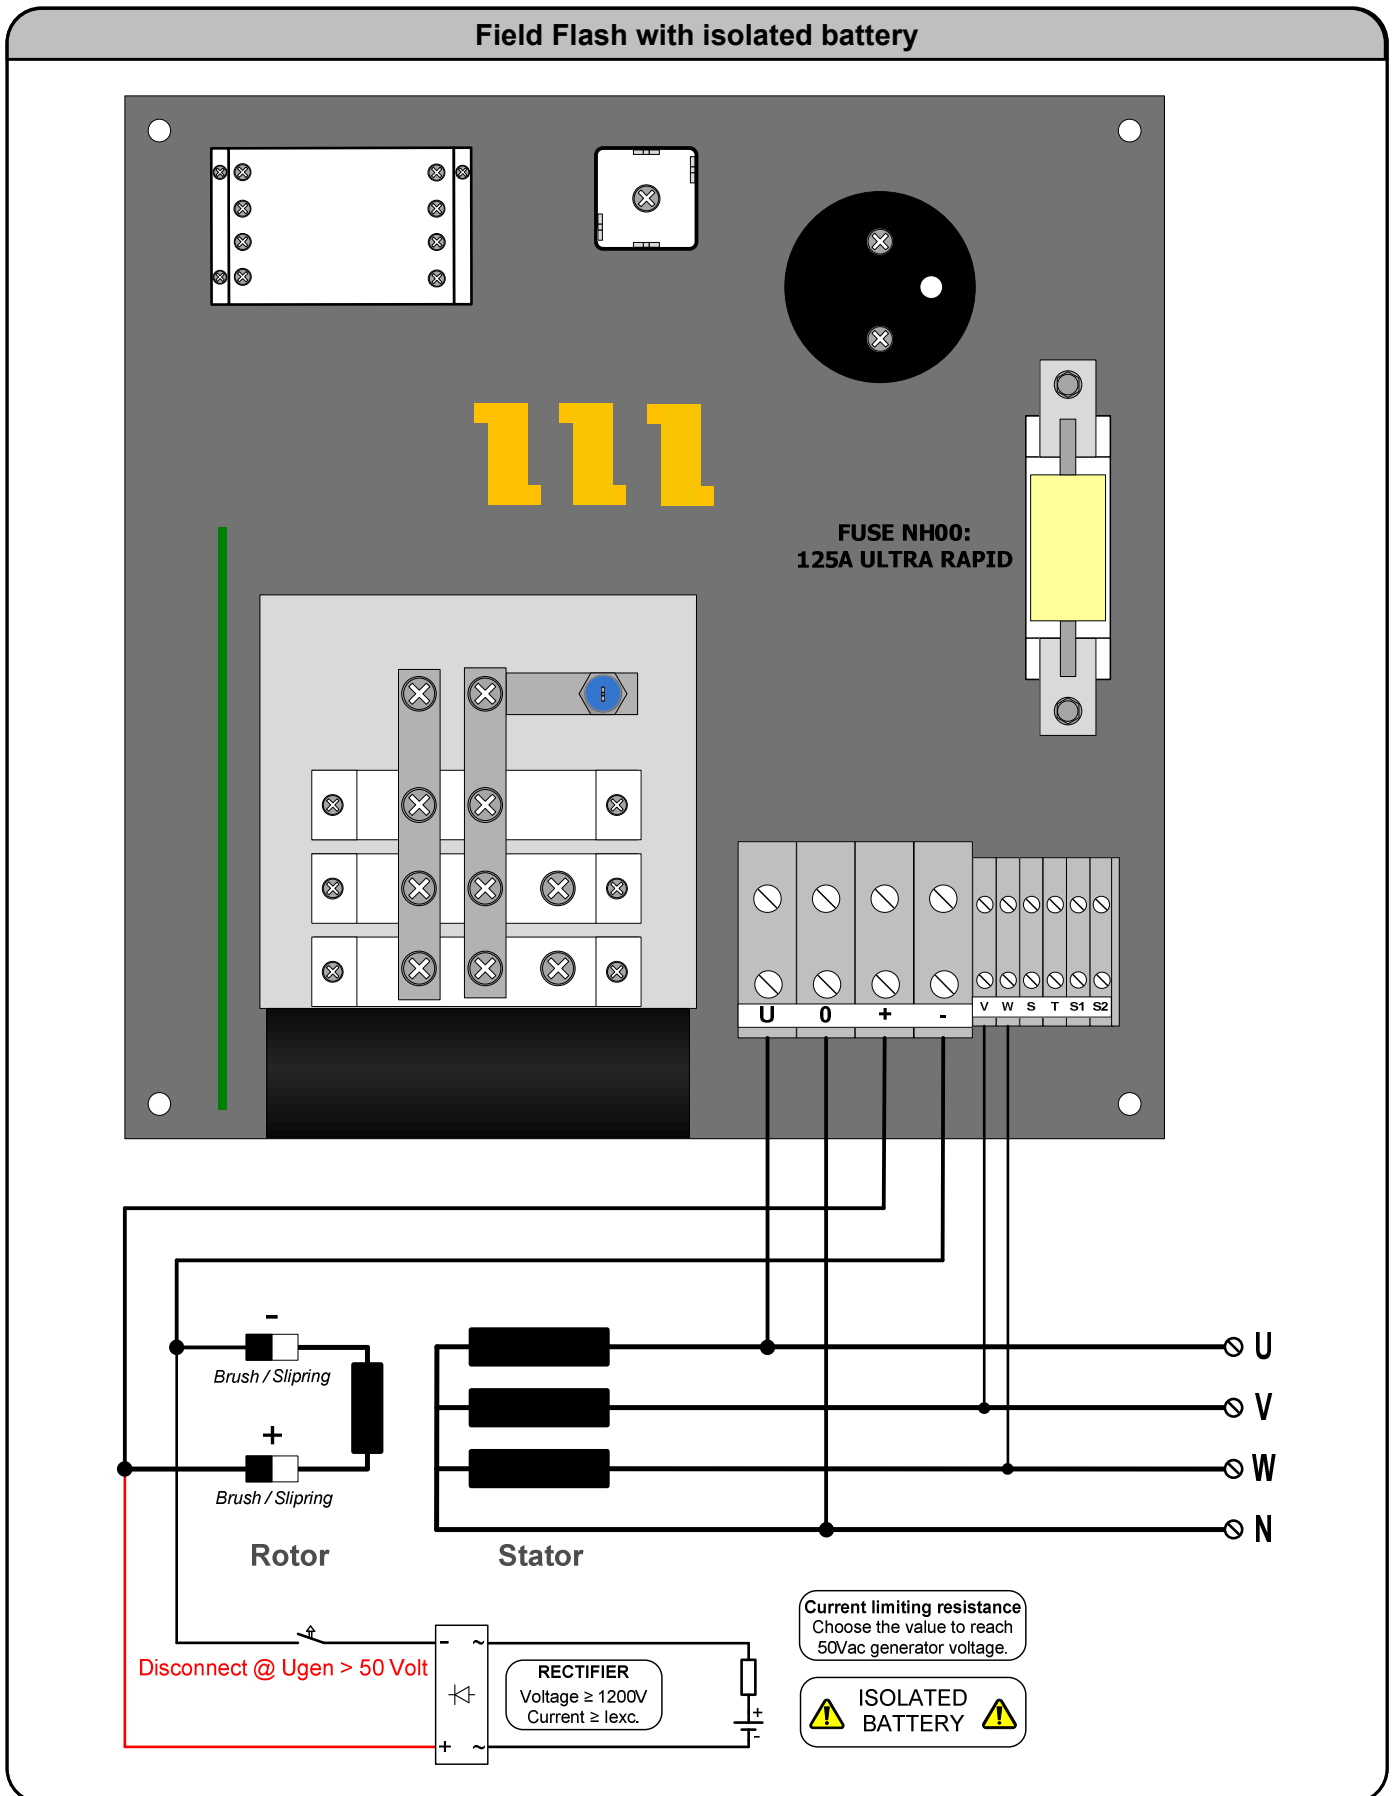 Field Flash with isolated battery
FUSE NH00:
125A ULTRA RAPID
U 0 + - V W S T S1 S2
-
Brush / Slipring
+
Brush / Slipring
Rotor
Stator
U
V
W
N
Disconnect @ Ugen > 50 Volt
- ~
+ ~
RECTIFIER
Voltage ≥ 1200V
Current ≥ Iexc.
+
-
Current limiting resistance
Choose the value to reach
50Vac generator voltage.
! ISOLATED !
BATTERY